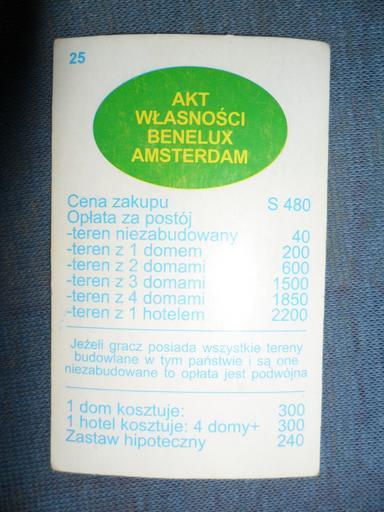 25
AKT
WŁASNOŚCI
BENELUX
AMSTERDAM
Cena zakupu S 480
Opłata za postój
-teren niezabudowany 40
-teren z 1 domem 200
-teren z 2 domami 600
-teren z 3 domami 1500
-teren z 4 domami 1850
-teren z 1 hotelem 2200
Jeżeli gracz posiada wszystkie tereny
budowlane w tym państwie i są one
niezabudowane to opłata jest podwójna
1 dom kosztuje: 300
1 hotel kosztuje: 4 domy+ 300
Zastaw hipoteczny 240